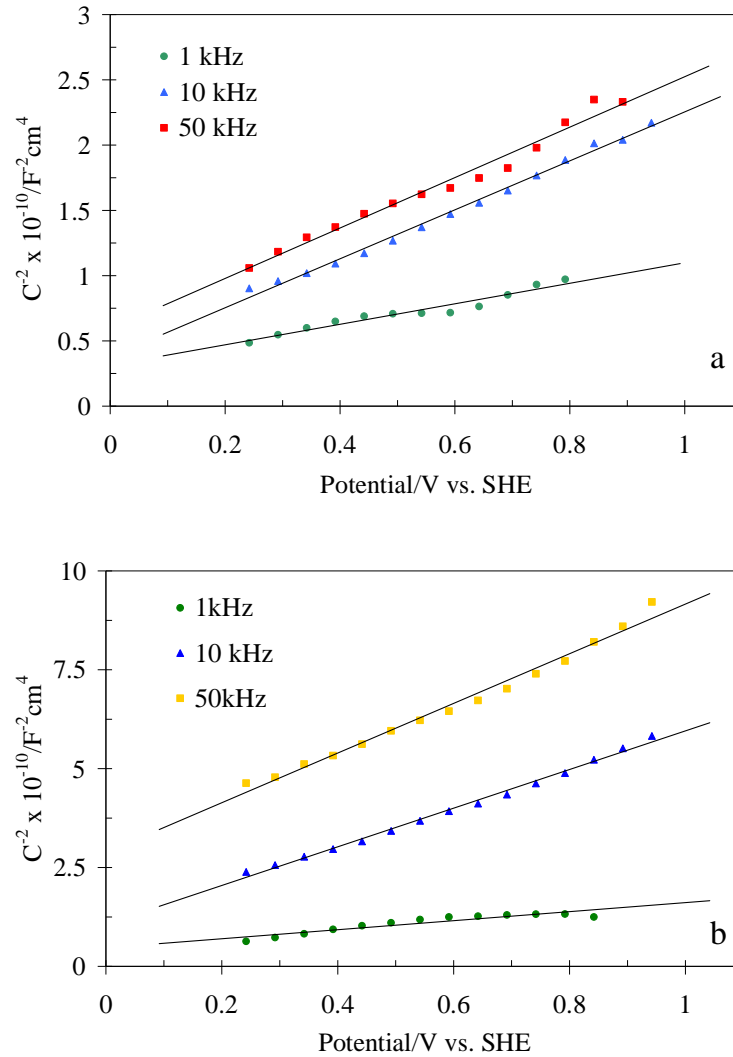 3
2.5
2
1.5
1
0.5
0
C⁻² x 10⁻¹⁰/F⁻²cm⁴
1 kHz
10 kHz
50 kHz
a
0 0.2 0.4 0.6 0.8 1
Potential/V vs. SHE
10
7.5
5
2.5
0
C⁻² x 10⁻¹⁰/F⁻²cm⁴
1kHz
10 kHz
50kHz
b
0 0.2 0.4 0.6 0.8 1
Potential/V vs. SHE